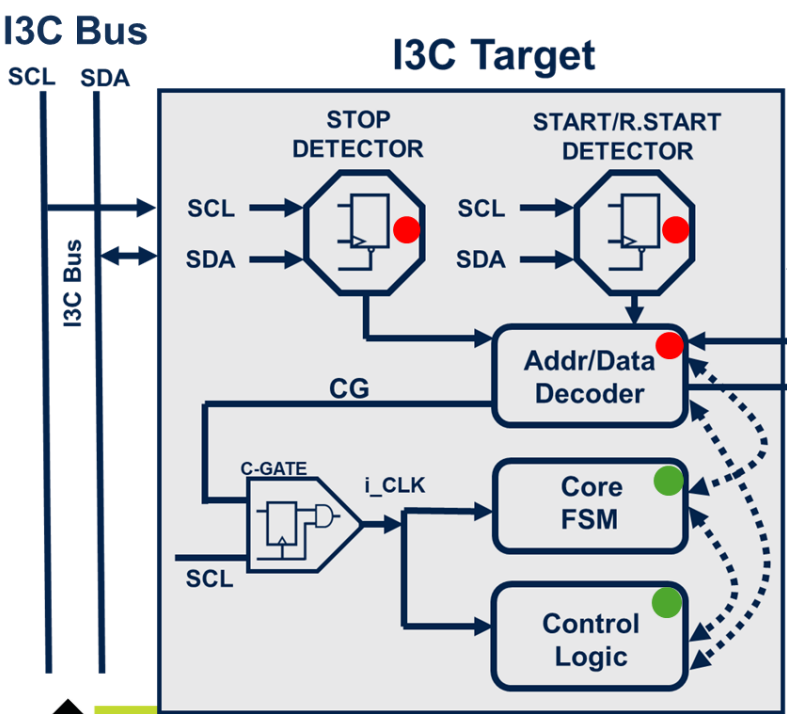 I3C Bus
SCL SDA
I3C Target
STOP
DETECTOR
START/R.START
DETECTOR
SCL
SDA
SCL
SDA
I3C Bus
Addr/Data
Decoder
CG
C-GATE
i_CLK
SCL
Core
FSM
Control
Logic